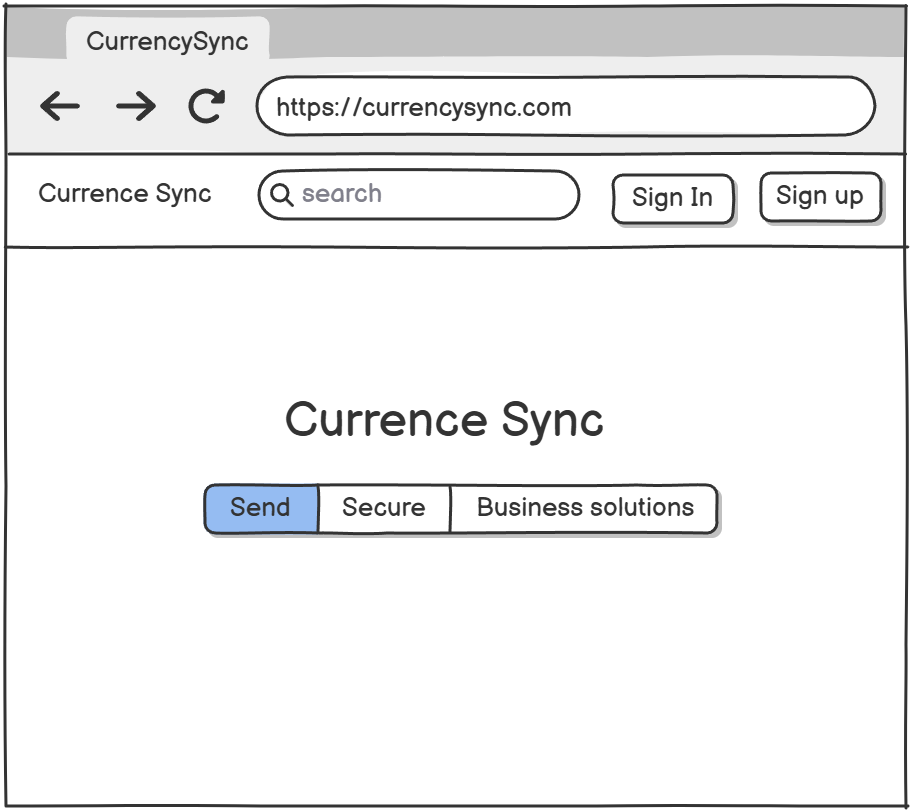 CurrencySync
https://currencysync.com
Currence Sync
search
Sign In
Sign up
Currence Sync
Send
Secure
Business solutions